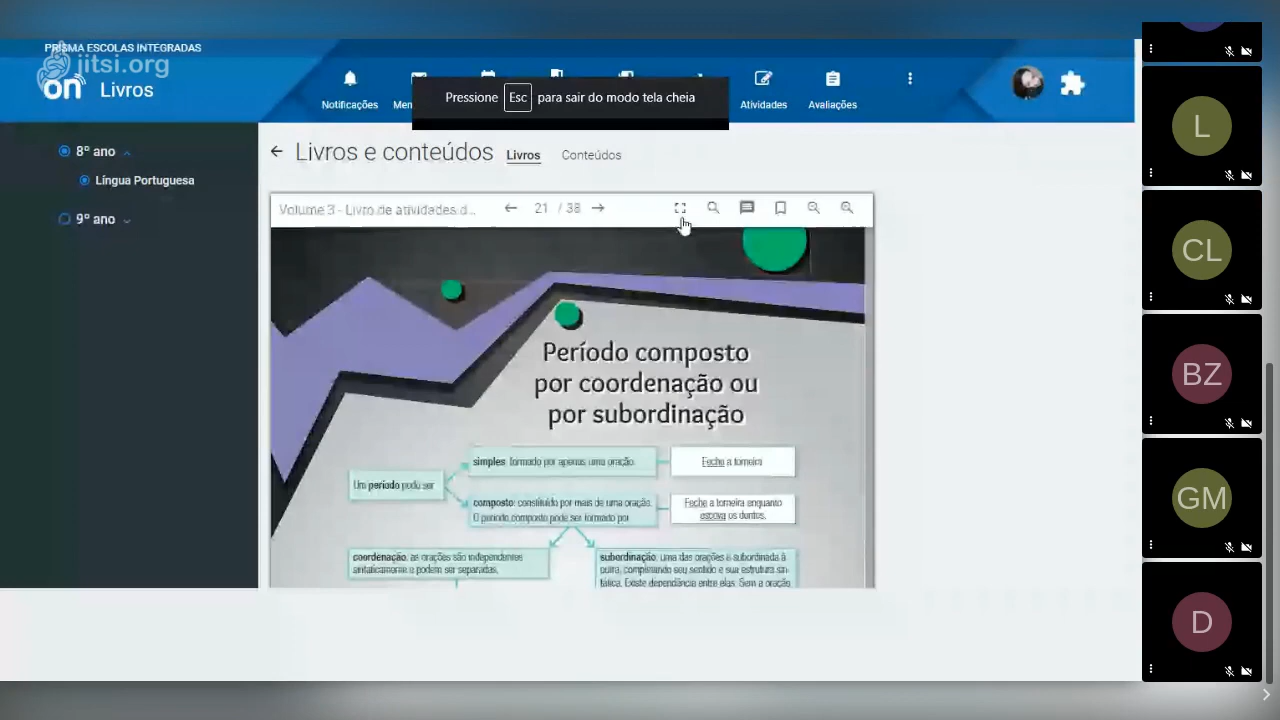 PRISMA ESCOLAS INTEGRADAS
jitsi.org
on
Livros
Notificações
Men
Atividades
Avaliações
Pressione Esc para sair do modo tela cheia
8º ano
Língua Portuguesa
9º ano
Livros e conteúdos
Livros
Conteúdos
Volume 3 - Livro de atividades d...
21 / 38
Período composto
por coordenação ou
por subordinação
Um período pode ser
simples: formado por apenas uma oração.
Feche a torneira
composto: constituído por mais de uma oração.
O período composto pode ser formado por
Feche a torneira enquanto
escova os dentes.
coordenação: as orações são independentes
sintaticamente e podem ser separadas.
subordinação: uma das orações é subordinada à
outra, completando seu sentido e sua estrutura sin-
tática. Existe dependência entre elas. Sem a oração
L
CL
BZ
GM
D